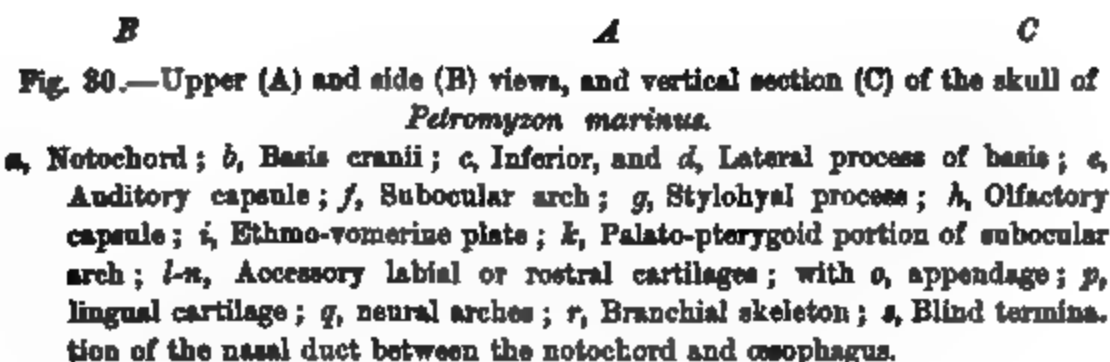 B A C
Fig. 30.—Upper (A) and side (B) views, and vertical section (C) of the skull of
Petromyzon marinus.
a, Notochord; b, Basis cranii; c, Inferior, and d, Lateral process of basis; e,
Auditory capsule; f, Subocular arch; g, Stylohyal process; h, Olfactory
capsule; i, Ethmo-vomerine plate; k, Palato-pterygoid portion of subocular
arch; l-n, Accessory labial or rostral cartilages; with o, appendage; p,
lingual cartilage; q, neural arches; r, Branchial skeleton; s, Blind termina-
tion of the nasal duct between the notochord and œsophagus.